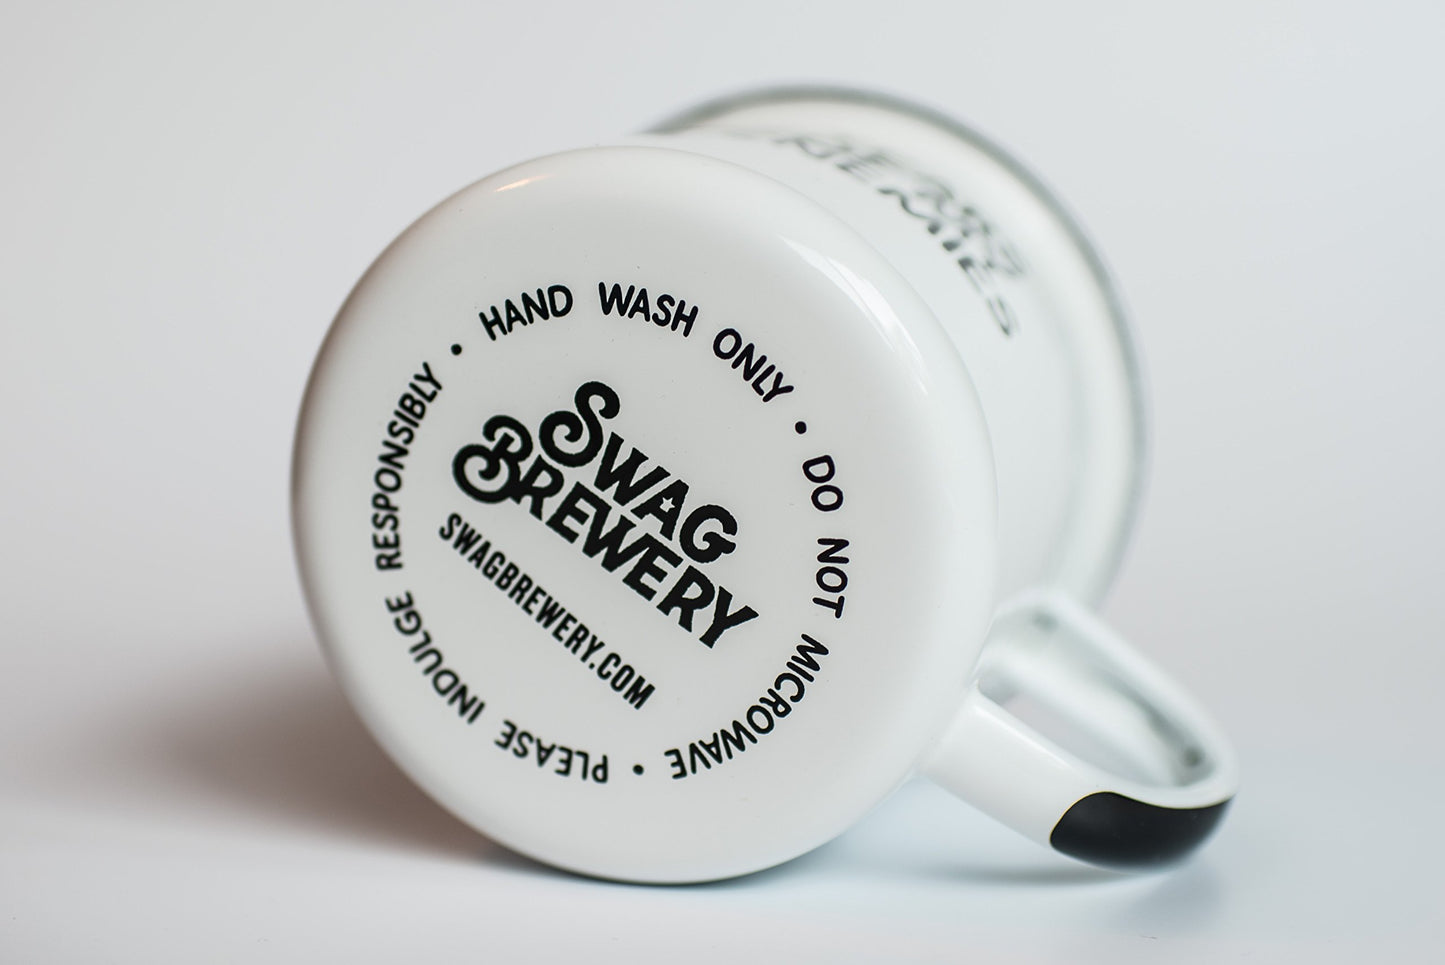 HAND WASH ONLY • DO NOT MICROWAVE • PLEASE INDULGE RESPONSIBLY •
SWAG
BREWERY
SWAGBREWERY.COM